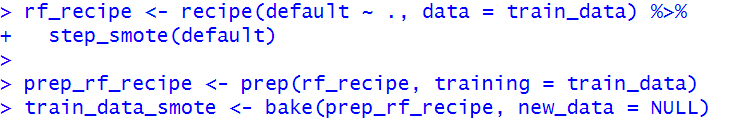 > rf_recipe <- recipe(default ~ ., data = train_data) %>%
+   step_smote(default)
>
> prep_rf_recipe <- prep(rf_recipe, training = train_data)
> train_data_smote <- bake(prep_rf_recipe, new_data = NULL)